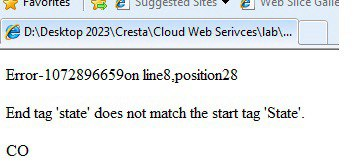 Favorites Suggested Sites Web Slice Galle
D:\Desktop 2023\Cresta\Cloud Web Serivces\lab\...
Error-1072896659on line8,position28
End tag 'state' does not match the start tag 'State'.
CO